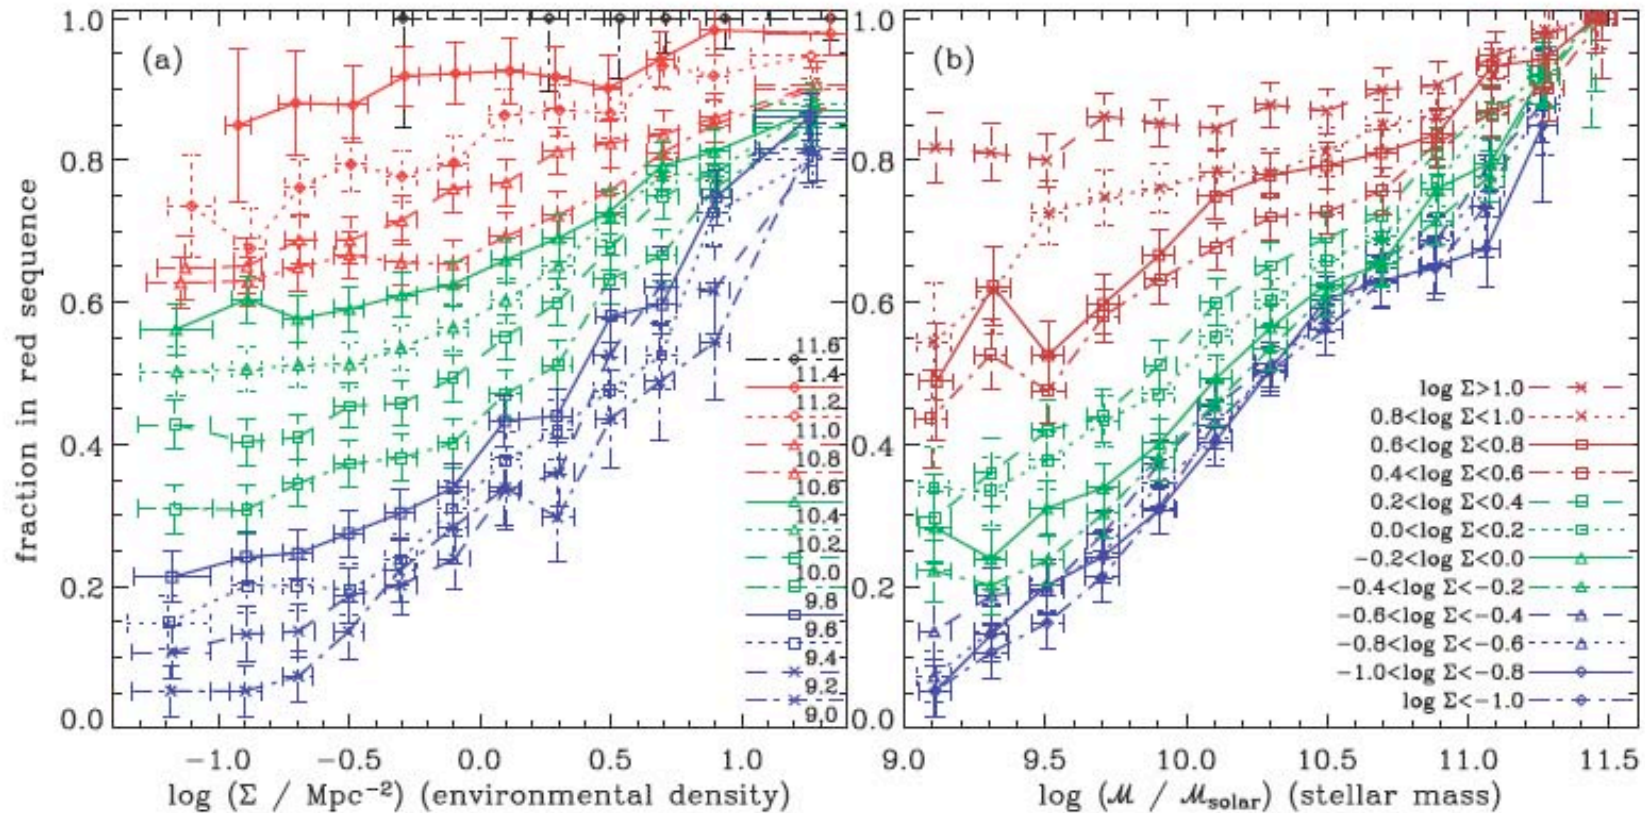 fraction in red sequence
1.0
0.8
0.6
0.4
0.2
0.0
(a)
11.6
11.4
11.2
11.0
10.8
10.6
10.4
10.2
10.0
9.8
9.6
9.4
9.2
9.0
−1.0 −0.5 0.0 0.5 1.0
log (Σ / Mpc⁻²) (environmental density)
1.0
0.8
0.6
0.4
0.2
0.0
(b)
log Σ>1.0
0.8<log Σ<1.0
0.6<log Σ<0.8
0.4<log Σ<0.6
0.2<log Σ<0.4
0.0<log Σ<0.2
−0.2<log Σ<0.0
−0.4<log Σ<−0.2
−0.6<log Σ<−0.4
−0.8<log Σ<−0.6
−1.0<log Σ<−0.8
log Σ<−1.0
9.0 9.5 10.0 10.5 11.0 11.5
log (ℳ / ℳsolar) (stellar mass)